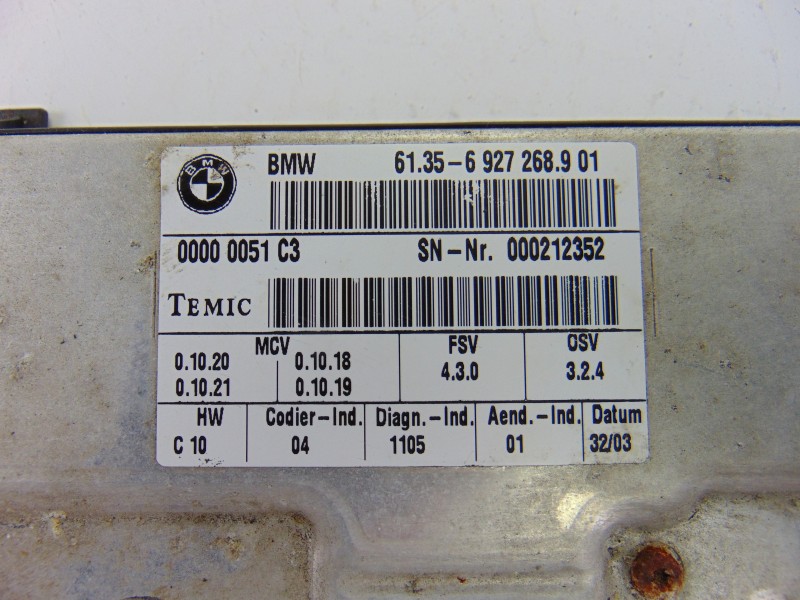 BMW
BMW 61.35-6 927 268.9 01
0000 0051 C3 SN-Nr. 000212352
TEMIC
MCV FSV OSV
0.10.20 0.10.18 4.3.0 3.2.4
0.10.21 0.10.19
HW Codier-Ind. Diagn.-Ind. Aend.-Ind. Datum
C 10 04 1105 01 32/03